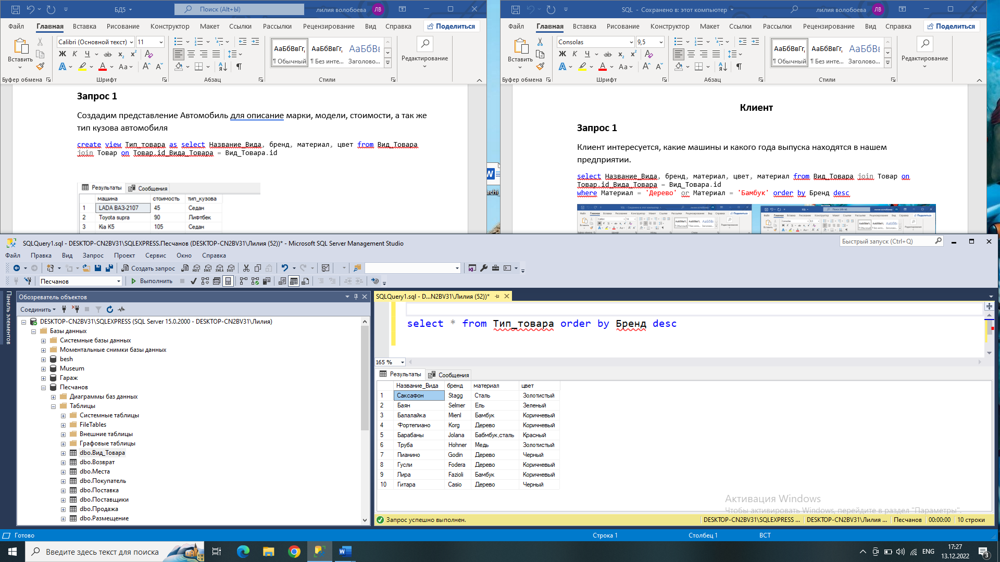 БД5
Поиск (Alt+Ы)
лилия волобоева
ЛВ
Файл Главная Вставка Рисование Конструктор Макет Ссылки Рассылки Рецензирование Вид Справка Поделиться
Calibri (Основной текст) 11
Вставить
Ж К Ч ab x₂ x²
АаБбВвГг, АаБбВвГг, АаБбВв
¶ Обычный ¶ Без инте... Заголово...
Редактирование
Буфер обмена Шрифт Абзац Стили
Запрос 1
Создадим представление Автомобиль для описание марки, модели, стоимости, а так же
тип кузова автомобиля
create view Тип_товара as select Название_Вида, бренд, материал, цвет from Вид_Товара
join Товар on Товар.id_Вида_Товара = Вид_Товара.id
Результаты Сообщения
машина стоимость тип_кузова
1 LADA ВАЗ-2107 45 Седан
2 Toyota supra 90 Лифтбек
3 Kia K5 105 Седан
SQL - Сохранено в: этот компьютер
лилия волобоева
ЛВ
Файл Главная Вставка Рисование Конструктор Макет Ссылки Рассылки Рецензирование Вид Справка Поделиться
Consolas 9,5
Вставить
Ж К Ч ab x₂ x²
АаБбВвГг, АаБбВвГг, АаБбВв
¶ Обычный ¶ Без инте... Заголово...
Редактирование
Буфер обмена Шрифт Абзац Стили
Клиент
Запрос 1
Клиент интересуется, какие машины и какого года выпуска находятся в нашем
предприятии.
select Название_Вида, бренд, материал, цвет, материал from Вид_Товара join Товар on
Товар.id_Вида_Товара = Вид_Товара.id
where Материал = 'Дерево' or Материал = 'Бамбук' order by Бренд desc
SQLQuery1.sql - DESKTOP-CN2BV31\SQLEXPRESS.Песчанов (DESKTOP-CN2BV31\Лилия (52))* - Microsoft SQL Server Management Studio
Быстрый запуск (Ctrl+Q)
Файл Правка Вид Запрос Проект Сервис Окно Справка
Создать запрос
Песчанов
Выполнить
Панель элементов
Обозреватель объектов
Соединить
DESKTOP-CN2BV31\SQLEXPRESS (SQL Server 15.0.2000 - DESKTOP-CN2BV31\Лилия)
Базы данных
Системные базы данных
Моментальные снимки базы данных
besh
Museum
Гараж
Песчанов
Диаграммы баз данных
Таблицы
Системные таблицы
FileTables
Внешние таблицы
Графовые таблицы
dbo.Вид_Товара
dbo.Возврат
dbo.Места
dbo.Покупатель
dbo.Поставка
dbo.Поставщики
dbo.Продажа
dbo.Размещение
SQLQuery1.sql - D...N2BV31\Лилия (52))*
select * from Тип_товара order by Бренд desc
165 %
Результаты Сообщения
Название_Вида бренд материал цвет
1 Саксафон Stagg Сталь Золотистый
2 Баян Selmer Ель Зеленый
3 Балалайка Mienl Бамбук Коричневый
4 Фортепиано Korg Дерево Коричневый
5 Барабаны Jolana Бабмбук,сталь Красный
6 Труба Hohner Медь Золотистый
7 Пианино Godin Дерево Черный
8 Гусли Fodera Дерево Коричневый
9 Лира Fazioli Бамбук Коричневый
10 Гитара Casio Дерево Черный
Активация Windows
Чтобы активировать Windows, перейдите в раздел "Параметры".
Запрос успешно выполнен.
DESKTOP-CN2BV31\SQLEXPRESS ... DESKTOP-CN2BV31\Лилия ... Песчанов 00:00:00 10 строки
Готово Строка 1 Столбец 1 ВСТ
Введите здесь текст для поиска
ENG
17:27
13.12.2022
3